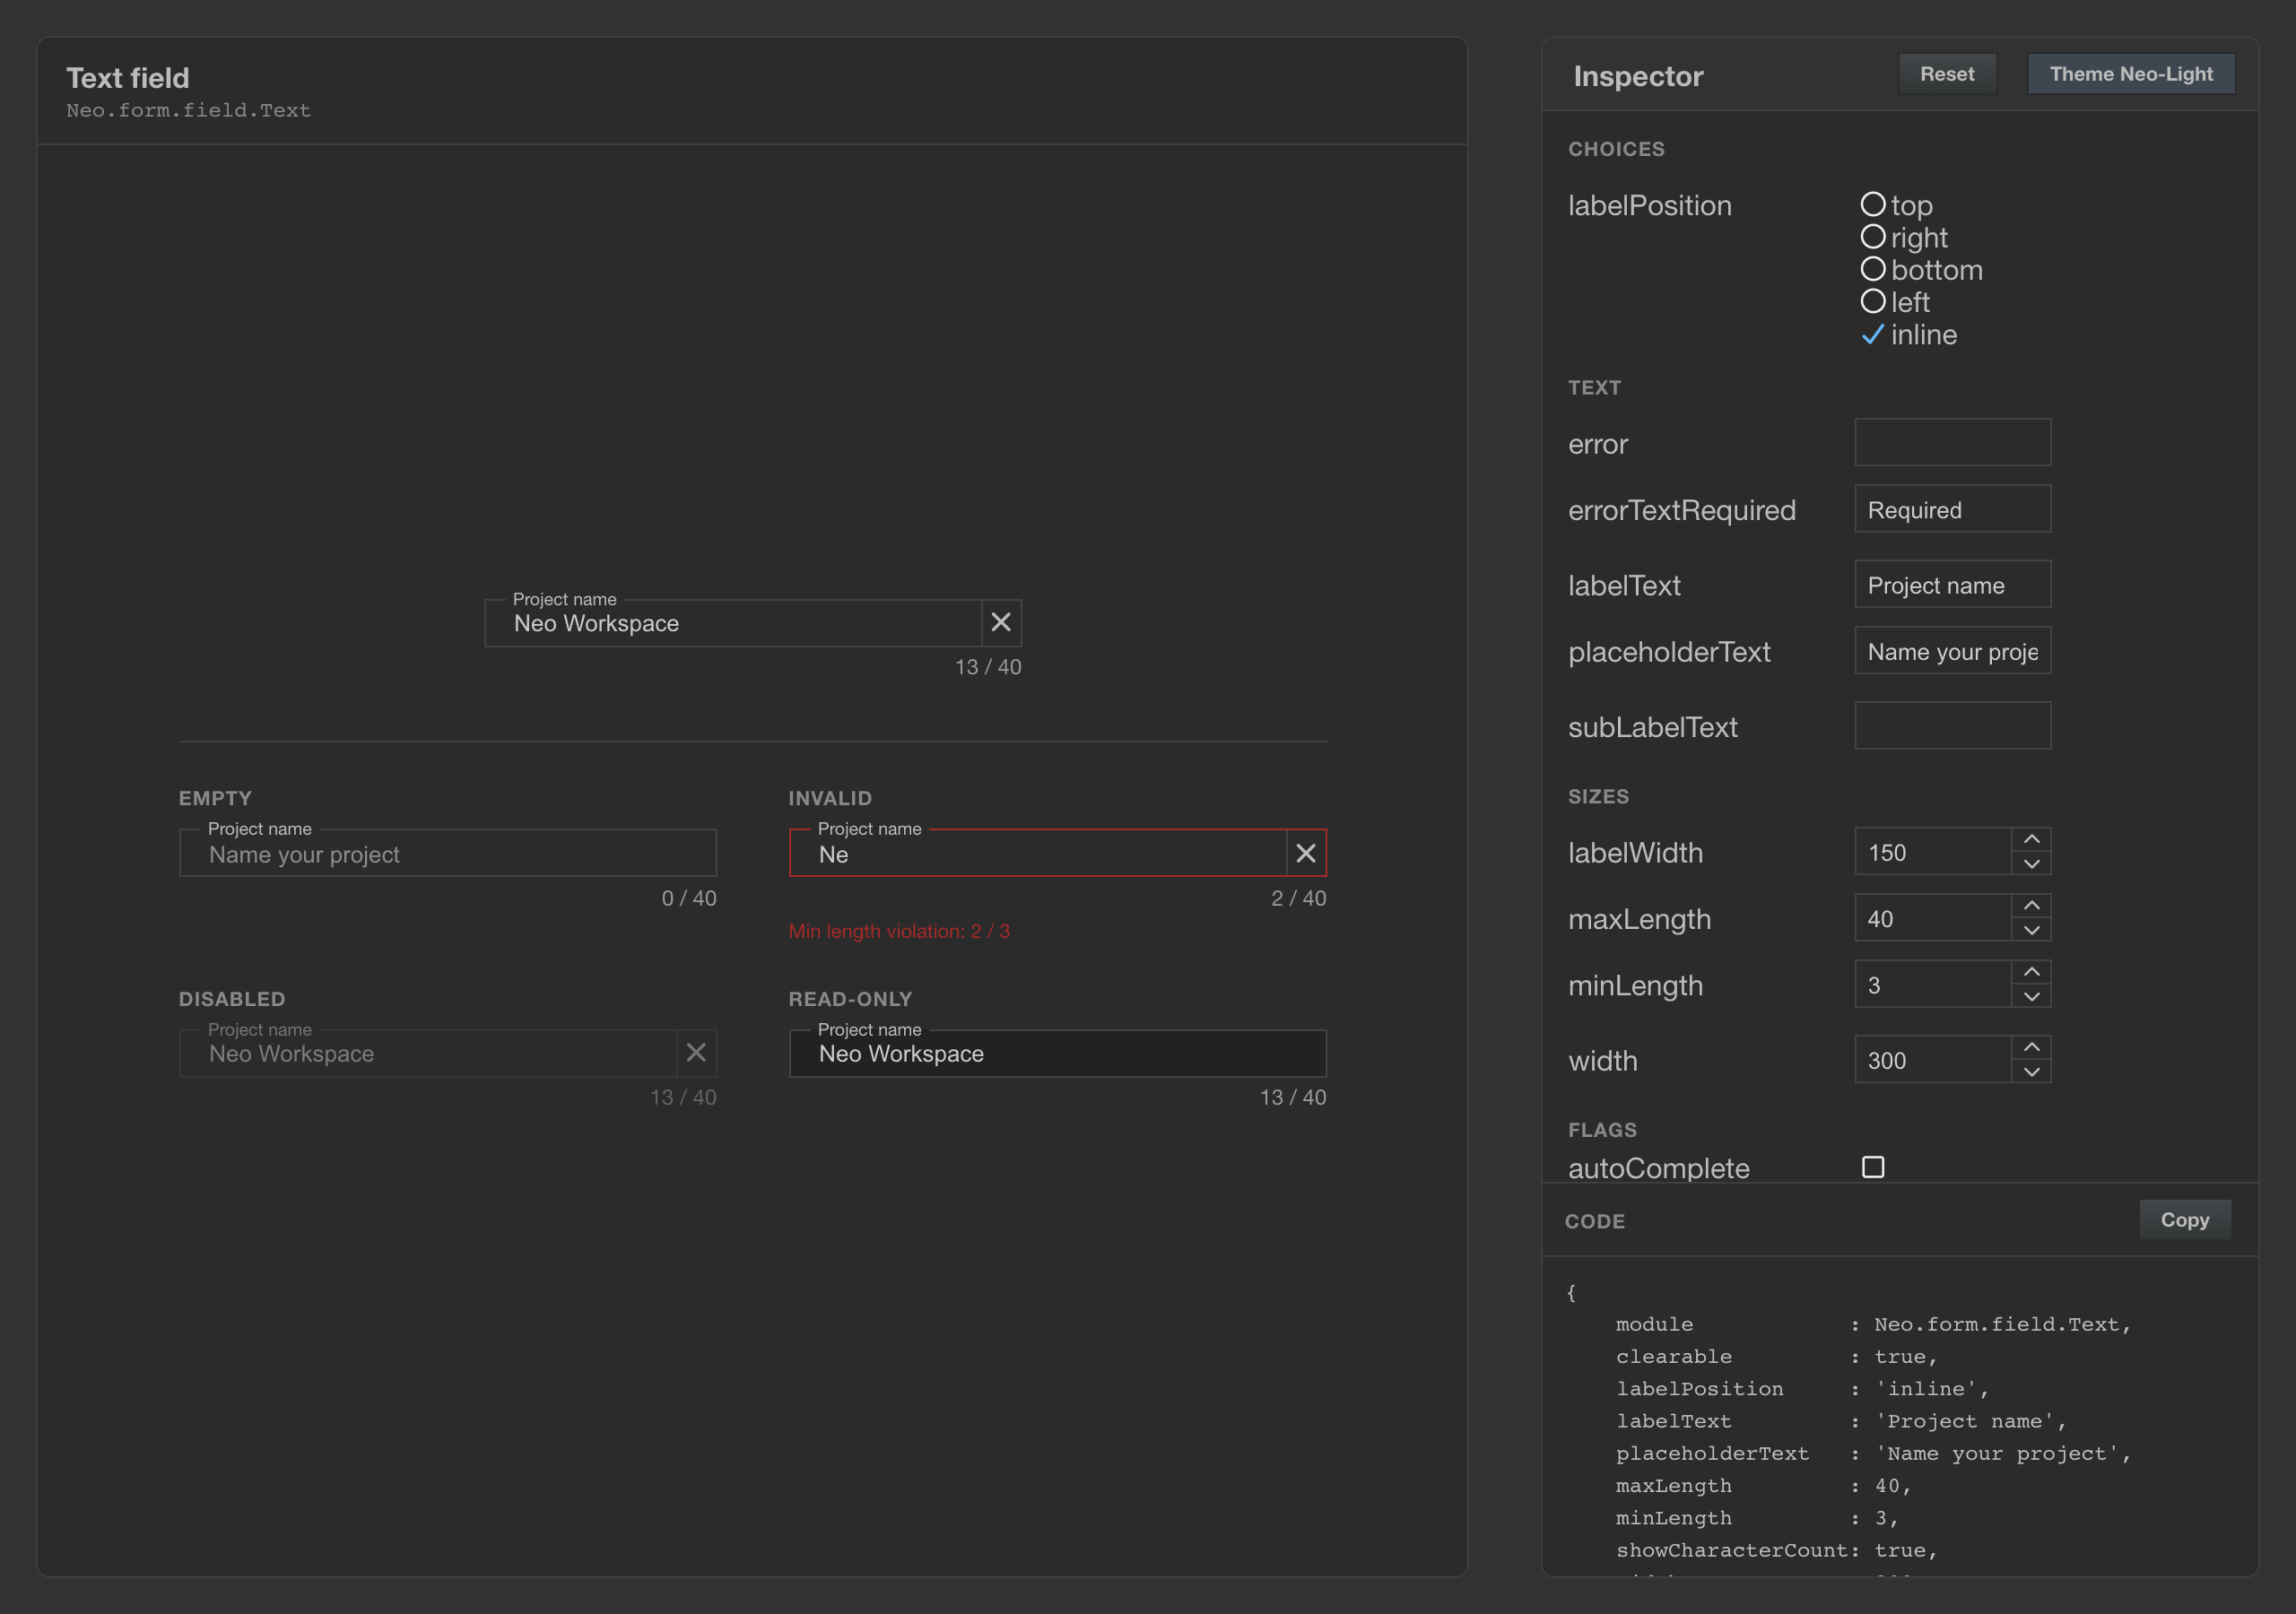 Text field
Neo.form.field.Text
Project name
Neo Workspace
13 / 40
EMPTY
Project name
Name your project
0 / 40
INVALID
Project name
Ne
2 / 40
Min length violation: 2 / 3
DISABLED
Project name
Neo Workspace
13 / 40
READ-ONLY
Project name
Neo Workspace
13 / 40
Inspector
Reset
Theme Neo-Light
CHOICES
labelPosition
top
right
bottom
left
inline
TEXT
error
errorTextRequired
Required
labelText
Project name
placeholderText
Name your proje
subLabelText
SIZES
labelWidth
150
maxLength
40
minLength
3
width
300
FLAGS
autoComplete
CODE
Copy
{
module : Neo.form.field.Text,
clearable : true,
labelPosition : 'inline',
labelText : 'Project name',
placeholderText : 'Name your project',
maxLength : 40,
minLength : 3,
showCharacterCount: true,